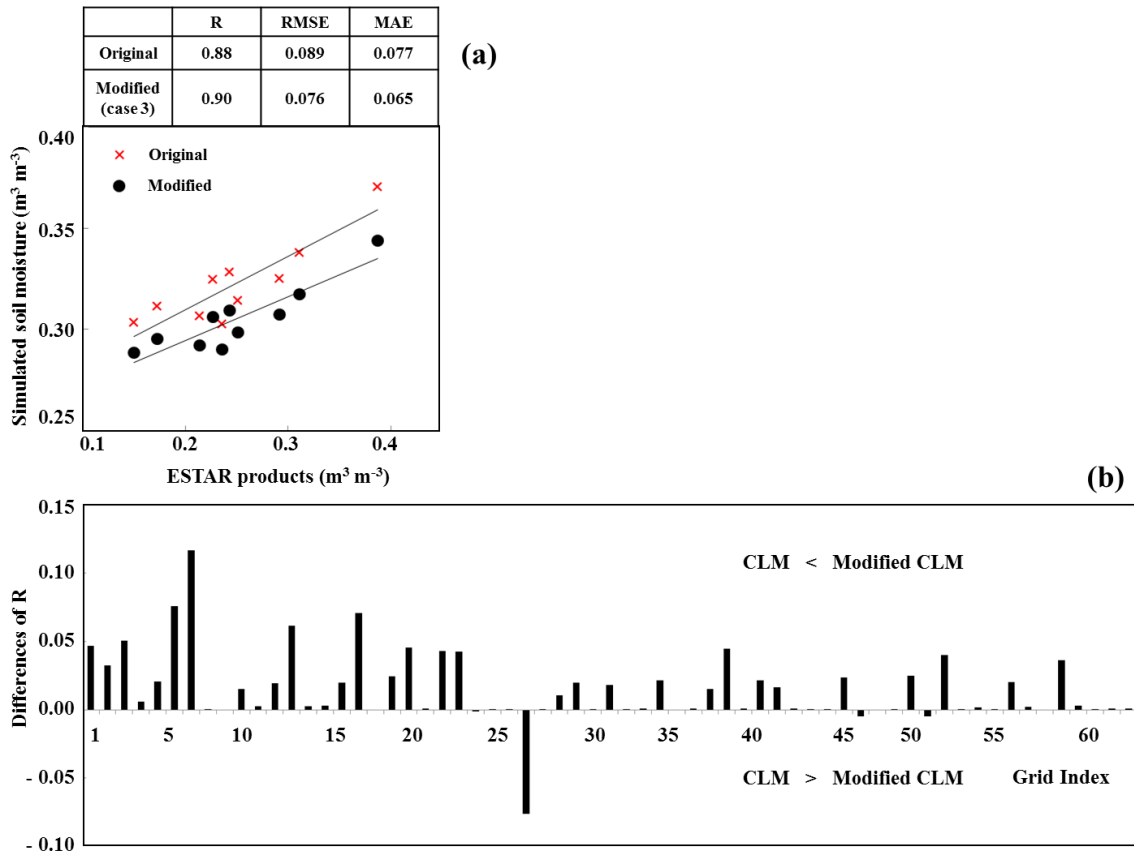 R RMSE MAE
Original 0.88 0.089 0.077
Modified
(case 3) 0.90 0.076 0.065
(a)
0.40
0.35
0.30
0.25
Simulated soil moisture (m³ m⁻³)
Original
Modified
0.1 0.2 0.3 0.4
ESTAR products (m³ m⁻³)
(b)
0.15
0.10
0.05
0.00
- 0.05
- 0.10
Differences of R
CLM < Modified CLM
1 5 10 15 20 25 30 35 40 45 50 55 60
CLM > Modified CLM Grid Index